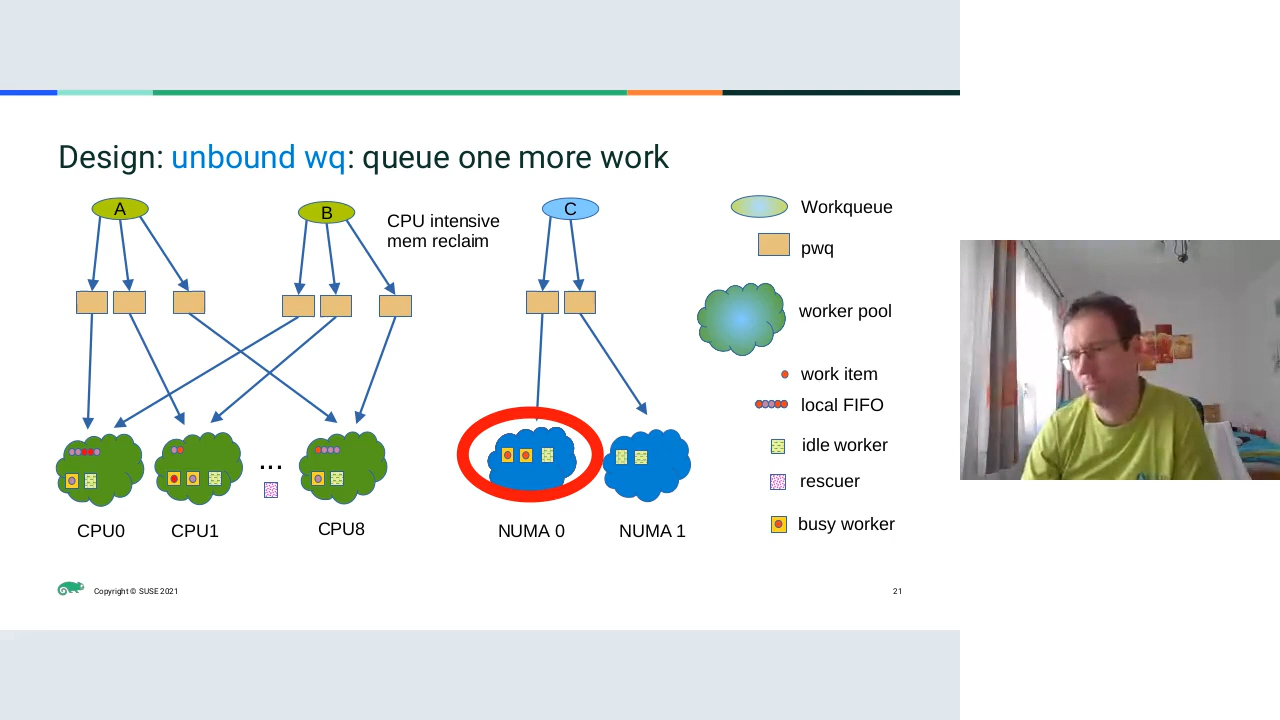 Design: unbound wq: queue one more work
A
B
CPU intensive
mem reclaim
C
Workqueue
pwq
worker pool
work item
local FIFO
idle worker
rescuer
busy worker
...
CPU0
CPU1
CPU8
NUMA 0
NUMA 1
Copyright © SUSE 2021
21